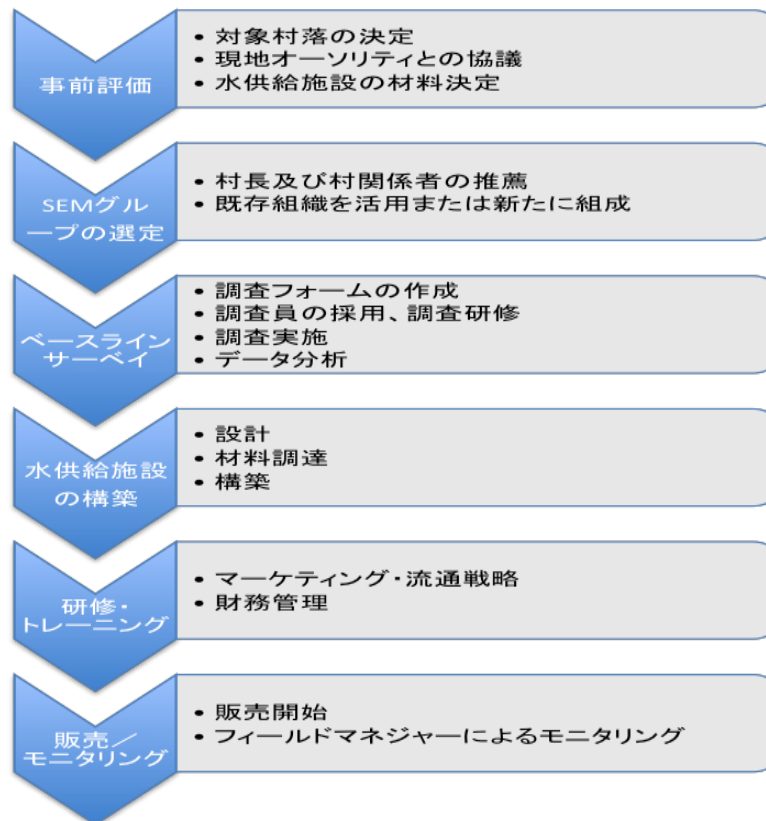 事前評価
• 対象村落の決定
• 現地オーソリティとの協議
• 水供給施設の材料決定
SEMグル
ープの選定
• 村長及び村関係者の推薦
• 既存組織を活用または新たに組成
ベースライン
サーベイ
• 調査フォームの作成
• 調査員の採用、調査研修
• 調査実施
• データ分析
水供給施設
の構築
• 設計
• 材料調達
• 構築
研修・
トレーニング
• マーケティング・流通戦略
• 財務管理
販売／
モニタリング
• 販売開始
• フィールドマネジャーによるモニタリング